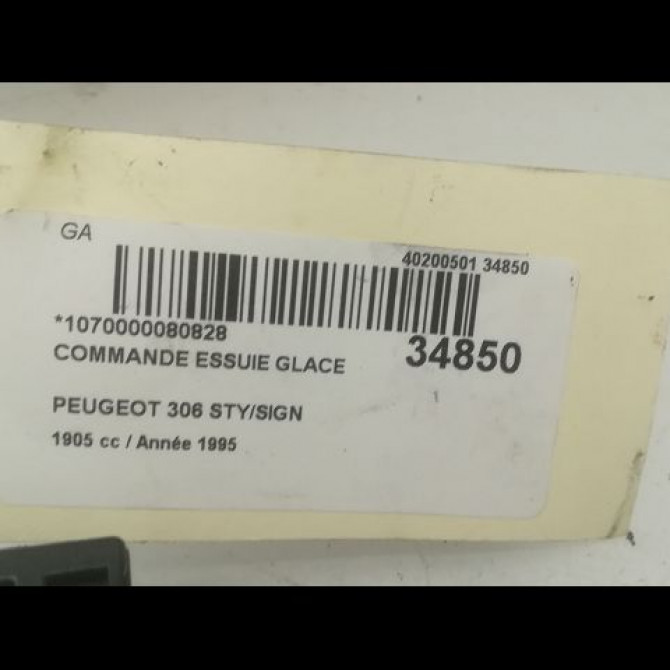 GA
40200501 34850
*1070000080828
34850
COMMANDE ESSUIE GLACE
PEUGEOT 306 STY/SIGN
1905 cc / Année 1995